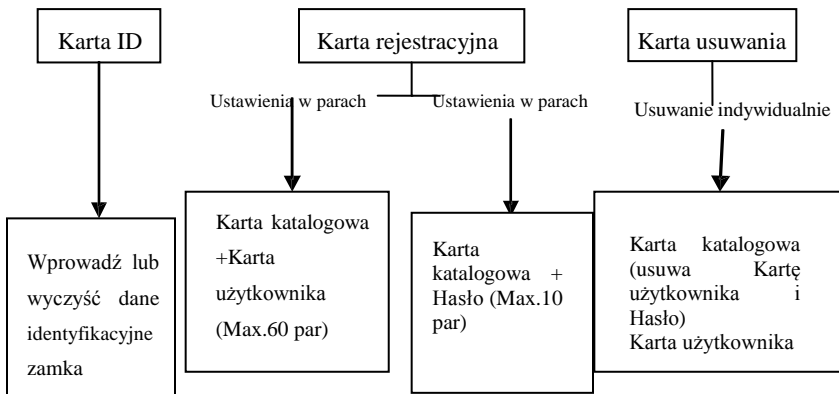 Karta ID
Karta rejestracyjna
Karta usuwania
Ustawienia w parach
Ustawienia w parach
Usuwanie indywidualnie
Wprowadź lub
wyczyść dane
identyfikacyjne
zamka
Karta katalogowa
+Karta
użytkownika
(Max.60 par)
Karta
katalogowa +
Hasło (Max.10
par)
Karta katalogowa
(usuwa Kartę
użytkownika i
Hasło)
Karta użytkownika